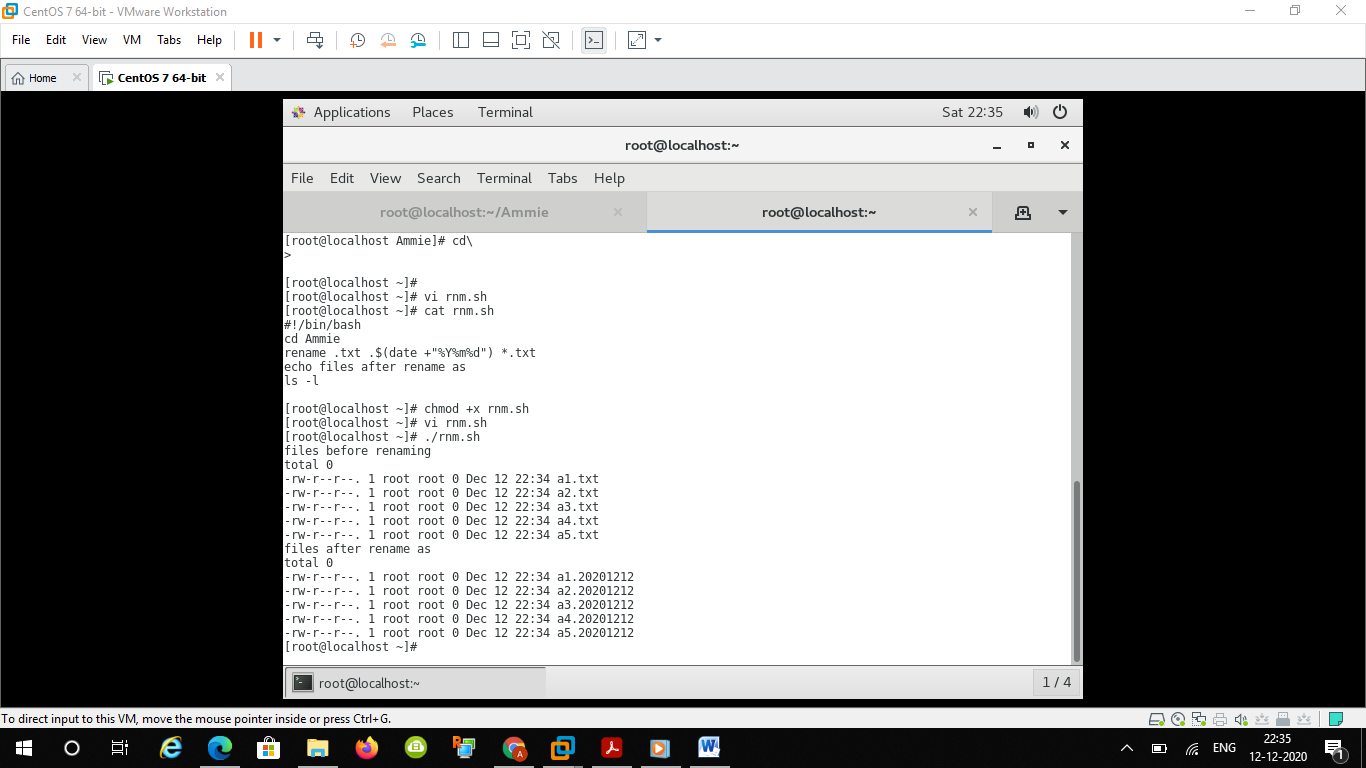 CentOS 7 64-bit - VMware Workstation
File Edit View VM Tabs Help
Home CentOS 7 64-bit
Applications Places Terminal Sat 22:35
root@localhost:~
File Edit View Search Terminal Tabs Help
root@localhost:~/Ammie root@localhost:~
[root@localhost Ammie]# cd\
>
[root@localhost ~]#
[root@localhost ~]# vi rnm.sh
[root@localhost ~]# cat rnm.sh
#!/bin/bash
cd Ammie
rename .txt .$(date +"%Y%m%d") *.txt
echo files after rename as
ls -l
[root@localhost ~]# chmod +x rnm.sh
[root@localhost ~]# vi rnm.sh
[root@localhost ~]# ./rnm.sh
files before renaming
total 0
-rw-r--r--. 1 root root 0 Dec 12 22:34 a1.txt
-rw-r--r--. 1 root root 0 Dec 12 22:34 a2.txt
-rw-r--r--. 1 root root 0 Dec 12 22:34 a3.txt
-rw-r--r--. 1 root root 0 Dec 12 22:34 a4.txt
-rw-r--r--. 1 root root 0 Dec 12 22:34 a5.txt
files after rename as
total 0
-rw-r--r--. 1 root root 0 Dec 12 22:34 a1.20201212
-rw-r--r--. 1 root root 0 Dec 12 22:34 a2.20201212
-rw-r--r--. 1 root root 0 Dec 12 22:34 a3.20201212
-rw-r--r--. 1 root root 0 Dec 12 22:34 a4.20201212
-rw-r--r--. 1 root root 0 Dec 12 22:34 a5.20201212
[root@localhost ~]#
root@localhost:~ 1 / 4
To direct input to this VM, move the mouse pointer inside or press Ctrl+G.
ENG 22:35
12-12-2020 1